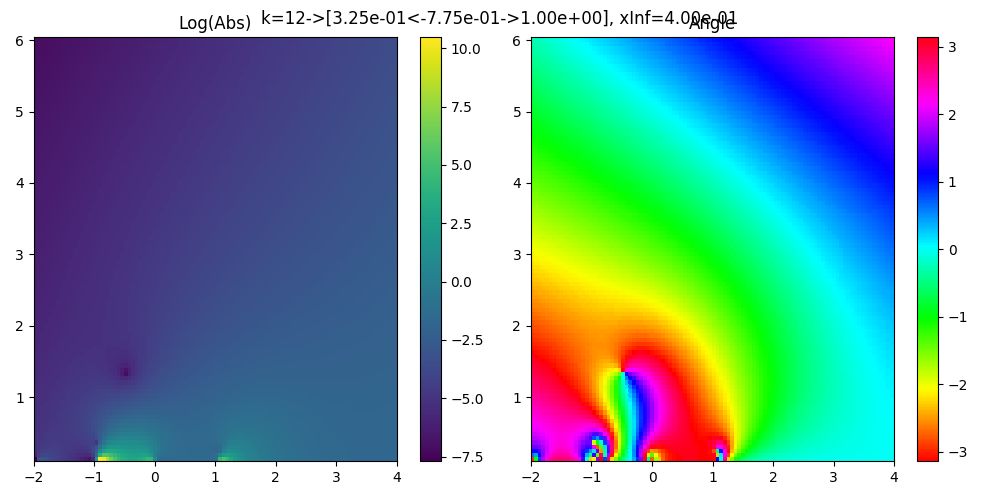 k=12->[3.25e-01<-7.75e-01->1.00e+00], xInf=4.00e-01
Log(Abs) Angle
6 10.0 6 3
5 7.5 5 2
4 5.0 4 1
3 2.5 3 0
2 0.0 2 −1
1 −2.5 1 −2
−5.0 −3
−7.5
−2 −1 0 1 2 3 4 −2 −1 0 1 2 3 4